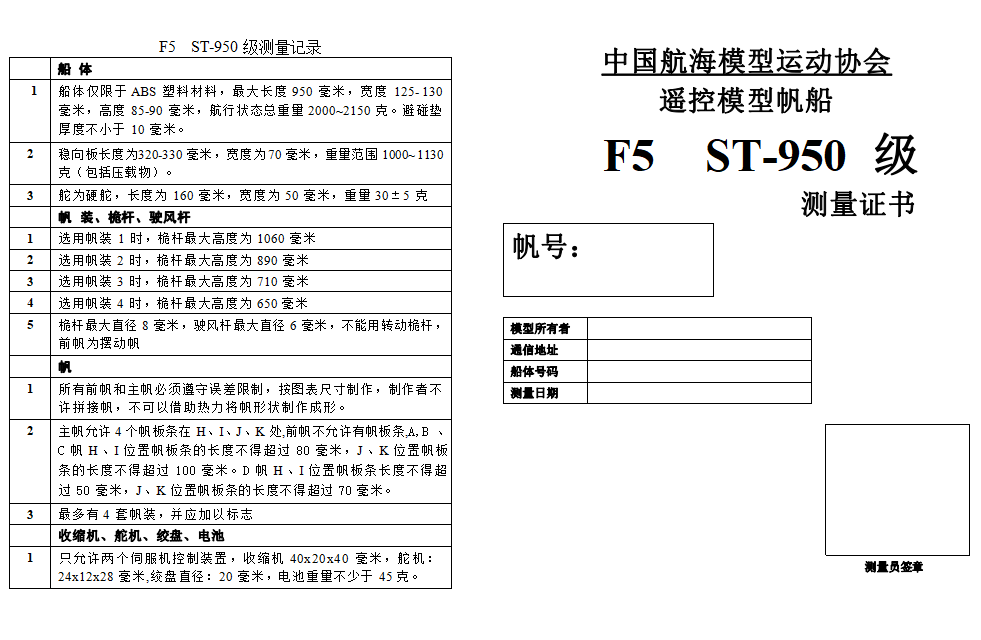 F5 ST-950 级测量记录
船 体
1 船体仅限于 ABS 塑料材料，最大长度 950 毫米，宽度 125-130
毫米，高度 85-90 毫米，航行状态总重量 2000~2150 克。避碰垫
厚度不小于 10 毫米。
2 稳向板长度为320-330 毫米，宽度为70 毫米，重量范围 1000~1130
克（包括压载物）。
3 舵为硬舵，长度为 160 毫米，宽度为 50 毫米，重量 30±5 克
帆 装、桅杆、驶风杆
1 选用帆装 1 时，桅杆最大高度为 1060 毫米
2 选用帆装 2 时，桅杆最大高度为 890 毫米
3 选用帆装 3 时，桅杆最大高度为 710 毫米
4 选用帆装 4 时，桅杆最大高度为 650 毫米
5 桅杆最大直径 8 毫米，驶风杆最大直径 6 毫米，不能用转动桅杆，
前帆为摆动帆
帆
1 所有前帆和主帆必须遵守误差限制，按图表尺寸制作，制作者不
许拼接帆，不可以借助热力将帆形状制作成形。
2 主帆允许 4 个帆板条在 H、I、J、K 处,前帆不允许有帆板条,A,B 、
C 帆 H 、I 位置帆板条的长度不得超过 80 毫米，J 、K 位置帆板
条的长度不得超过 100 毫米。D 帆 H 、I 位置帆板条长度不得超
过 50 毫米，J、K 位置帆板条的长度不得超过 70 毫米。
3 最多有 4 套帆装，并应加以标志
收缩机、舵机、绞盘、电池
1 只允许两个伺服机控制装置，收缩机 40x20x40 毫米，舵机：
24x12x28 毫米,绞盘直径：20 毫米，电池重量不少于 45 克。
中国航海模型运动协会
遥控模型帆船
F5 ST-950 级
测量证书
帆号：
模型所有者
通信地址
船体号码
测量日期
测量员签章